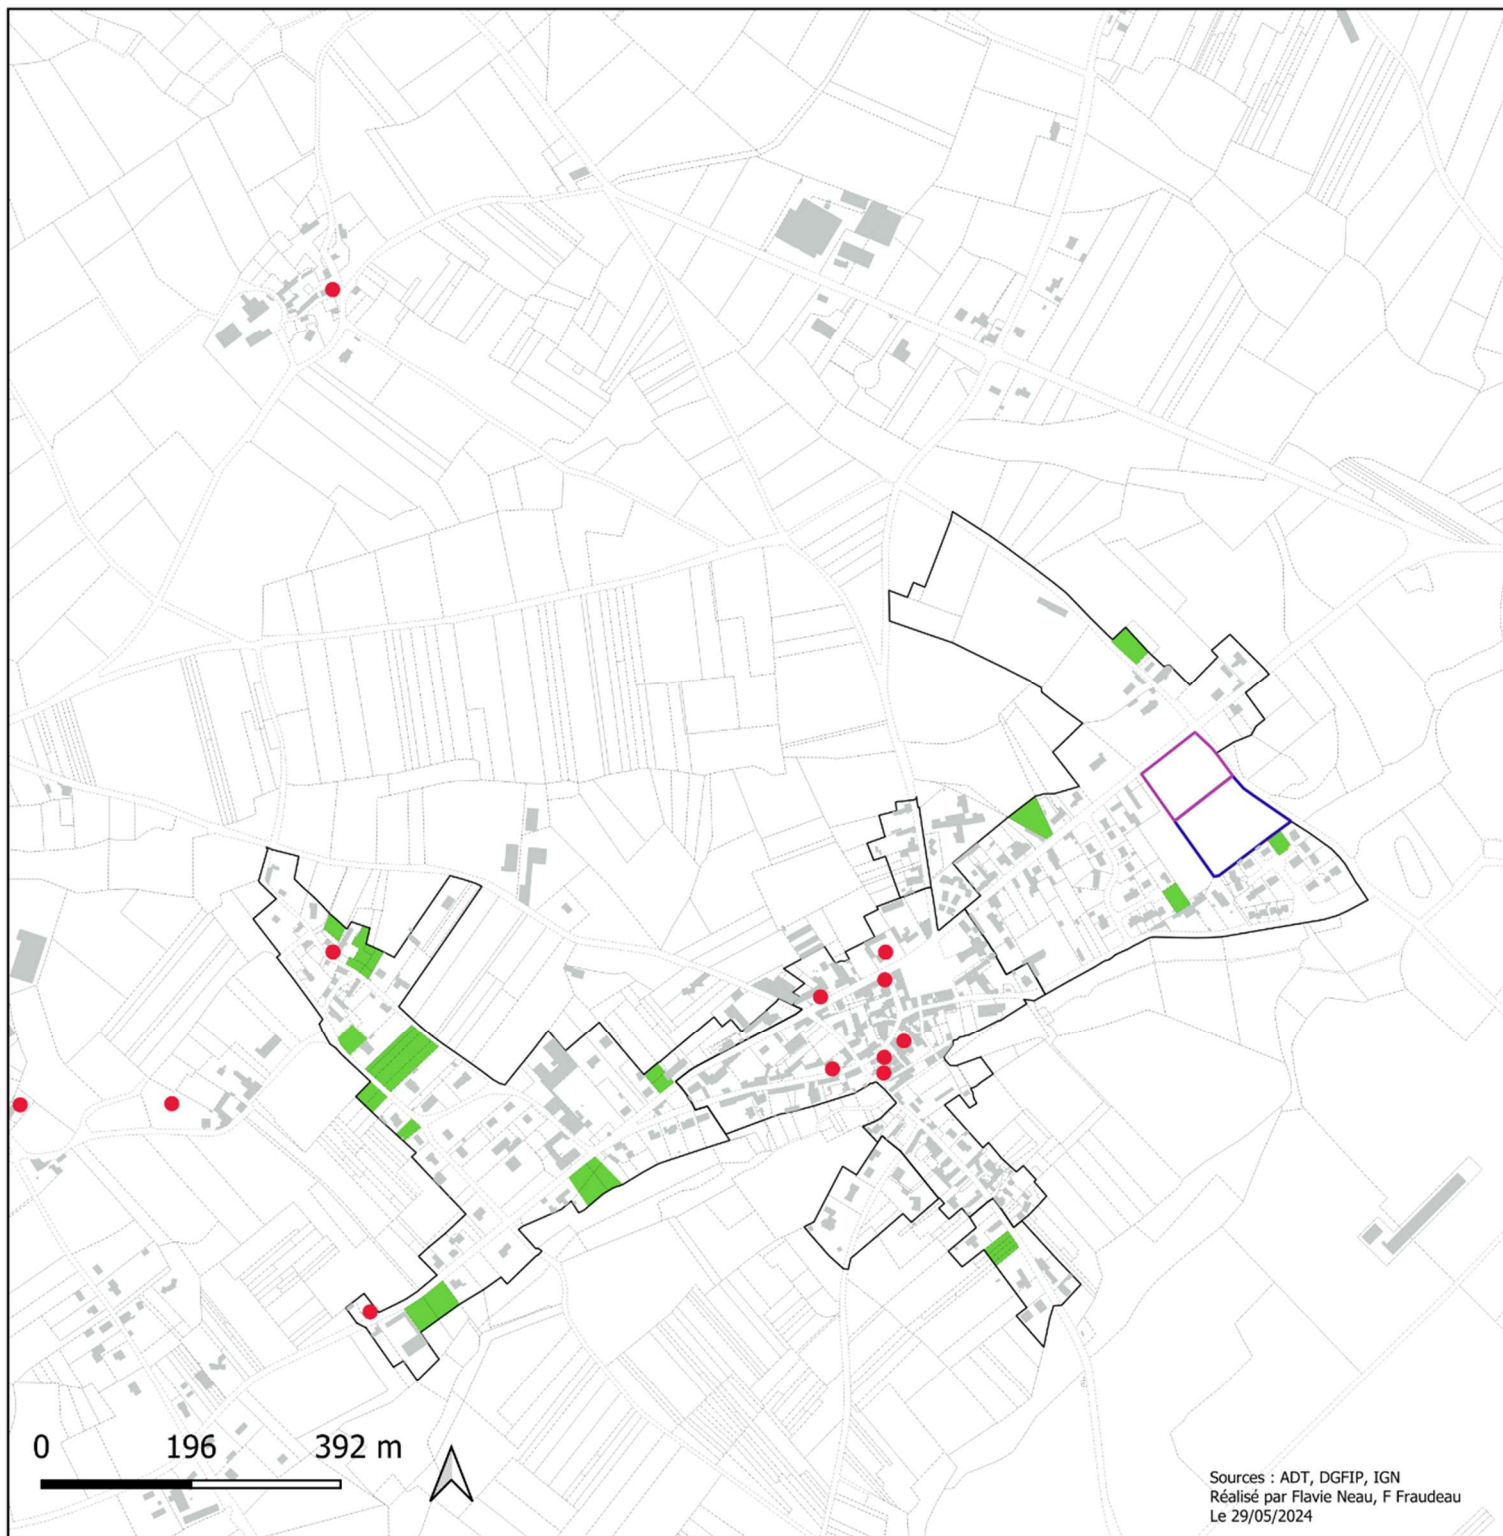 0 196 392 m
Sources : ADT, DGFIP, IGN
Réalisé par Flavie Neau, F Fraudeau
Le 29/05/2024